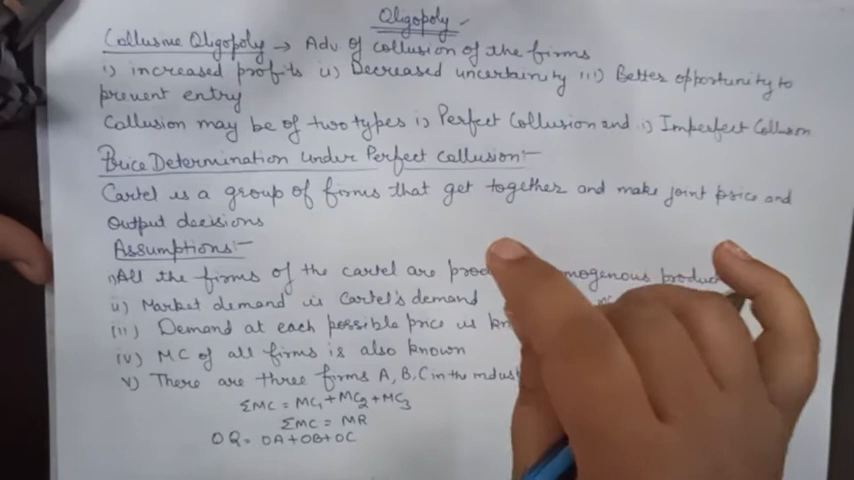 Oligopoly
Collusive Oligopoly → Adv. of collusion of the firms
i) increased profits ii) Decreased uncertainity iii) Better opportunity to
prevent entry
Collusion may be of two types i) Perfect Collusion and i) Imperfect Collusion
Price Determination under Perfect collusion:-
Cartel is a group of firms that get together and make joint price and
output decisions
Assumptions:-
i) All the firms of the cartel are
ii) Market demand is Cartel's demand
(iii) Demand at each possible price is
iv) MC of all firms is also known
v) There are three firms A, B, C in the
ΣMC = MC1 + MC2 + MC3
ΣMC = MR
OQ = OA + OB + OC